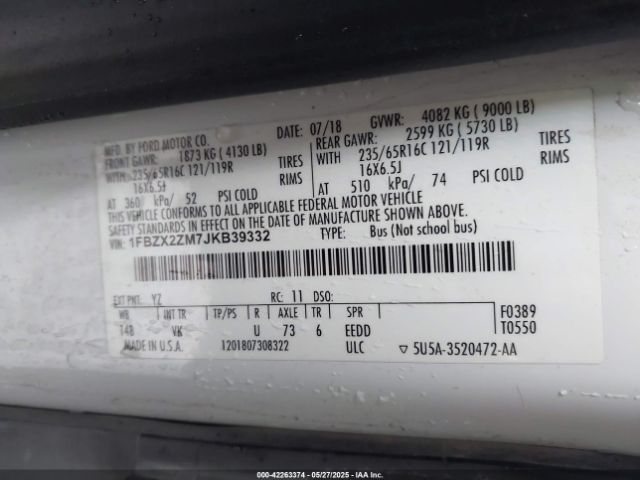 MFD. BY FORD MOTOR CO.
DATE: 07/18 GVWR: 4082 KG ( 9000 LB)
FRONT GAWR: 1873 KG ( 4130 LB) REAR GAWR: 2599 KG ( 5730 LB)
WITH 235/65R16C 121/119R TIRES WITH 235/65R16C 121/119R TIRES
16X6.5J RIMS 16X6.5J RIMS
AT 360 kPa/ 52 PSI COLD AT 510 kPa/ 74 PSI COLD
THIS VEHICLE CONFORMS TO ALL APPLICABLE FEDERAL MOTOR VEHICLE
SAFETY STANDARDS IN EFFECT ON THE DATE OF MANUFACTURE SHOWN ABOVE.
VIN: 1FBZX2ZM7JKB39332 TYPE: Bus (Not school bus)
EXT PNT: YZ RC: 11 DSO:
WB INT TR TP/PS R AXLE TR SPR F0389
148 VK U 73 6 EEDD T0550
MADE IN U.S.A. 1201807308322 ULC ▽ 5U5A-3520472-AA
000-42263374 - 05/27/2025 - IAA, Inc.